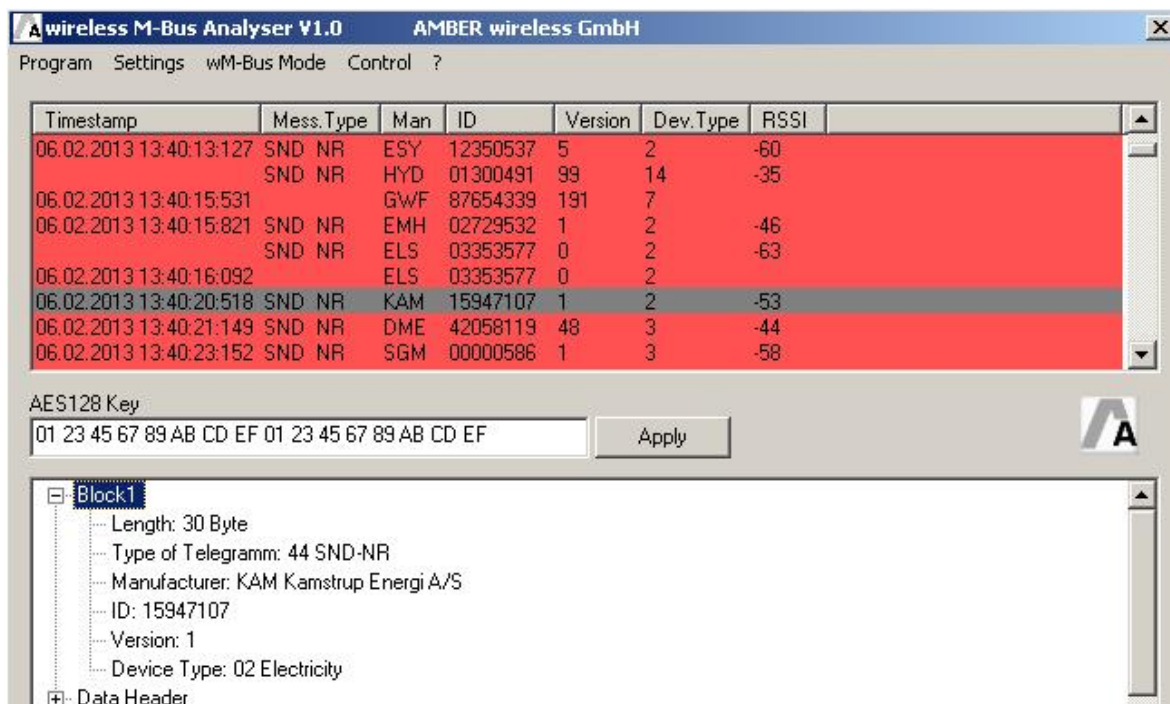 wireless M-Bus Analyser V1.0 AMBER wireless GmbH
Program Settings wM-Bus Mode Control ?
Timestamp Mess.Type Man ID Version Dev.Type RSSI
06.02.2013 13:40:13:127 SND NR ESY 12350537 5 2 -60
SND NR HYD 01300491 99 14 -35
06.02.2013 13:40:15:531 GWF 87654339 191 7
06.02.2013 13:40:15:821 SND NR EMH 02729532 1 2 -46
SND NR ELS 03353577 0 2 -63
06.02.2013 13:40:16:092 ELS 03353577 0 2
06.02.2013 13:40:20:518 SND NR KAM 15947107 1 2 -53
06.02.2013 13:40:21:149 SND NR DME 42058119 48 3 -44
06.02.2013 13:40:23:152 SND NR SGM 00000586 1 3 -58
AES128 Key
01 23 45 67 89 AB CD EF 01 23 45 67 89 AB CD EF Apply
A
Block1
Length: 30 Byte
Type of Telegramm: 44 SND-NR
Manufacturer: KAM Kamstrup Energi A/S
ID: 15947107
Version: 1
Device Type: 02 Electricity
Data Header